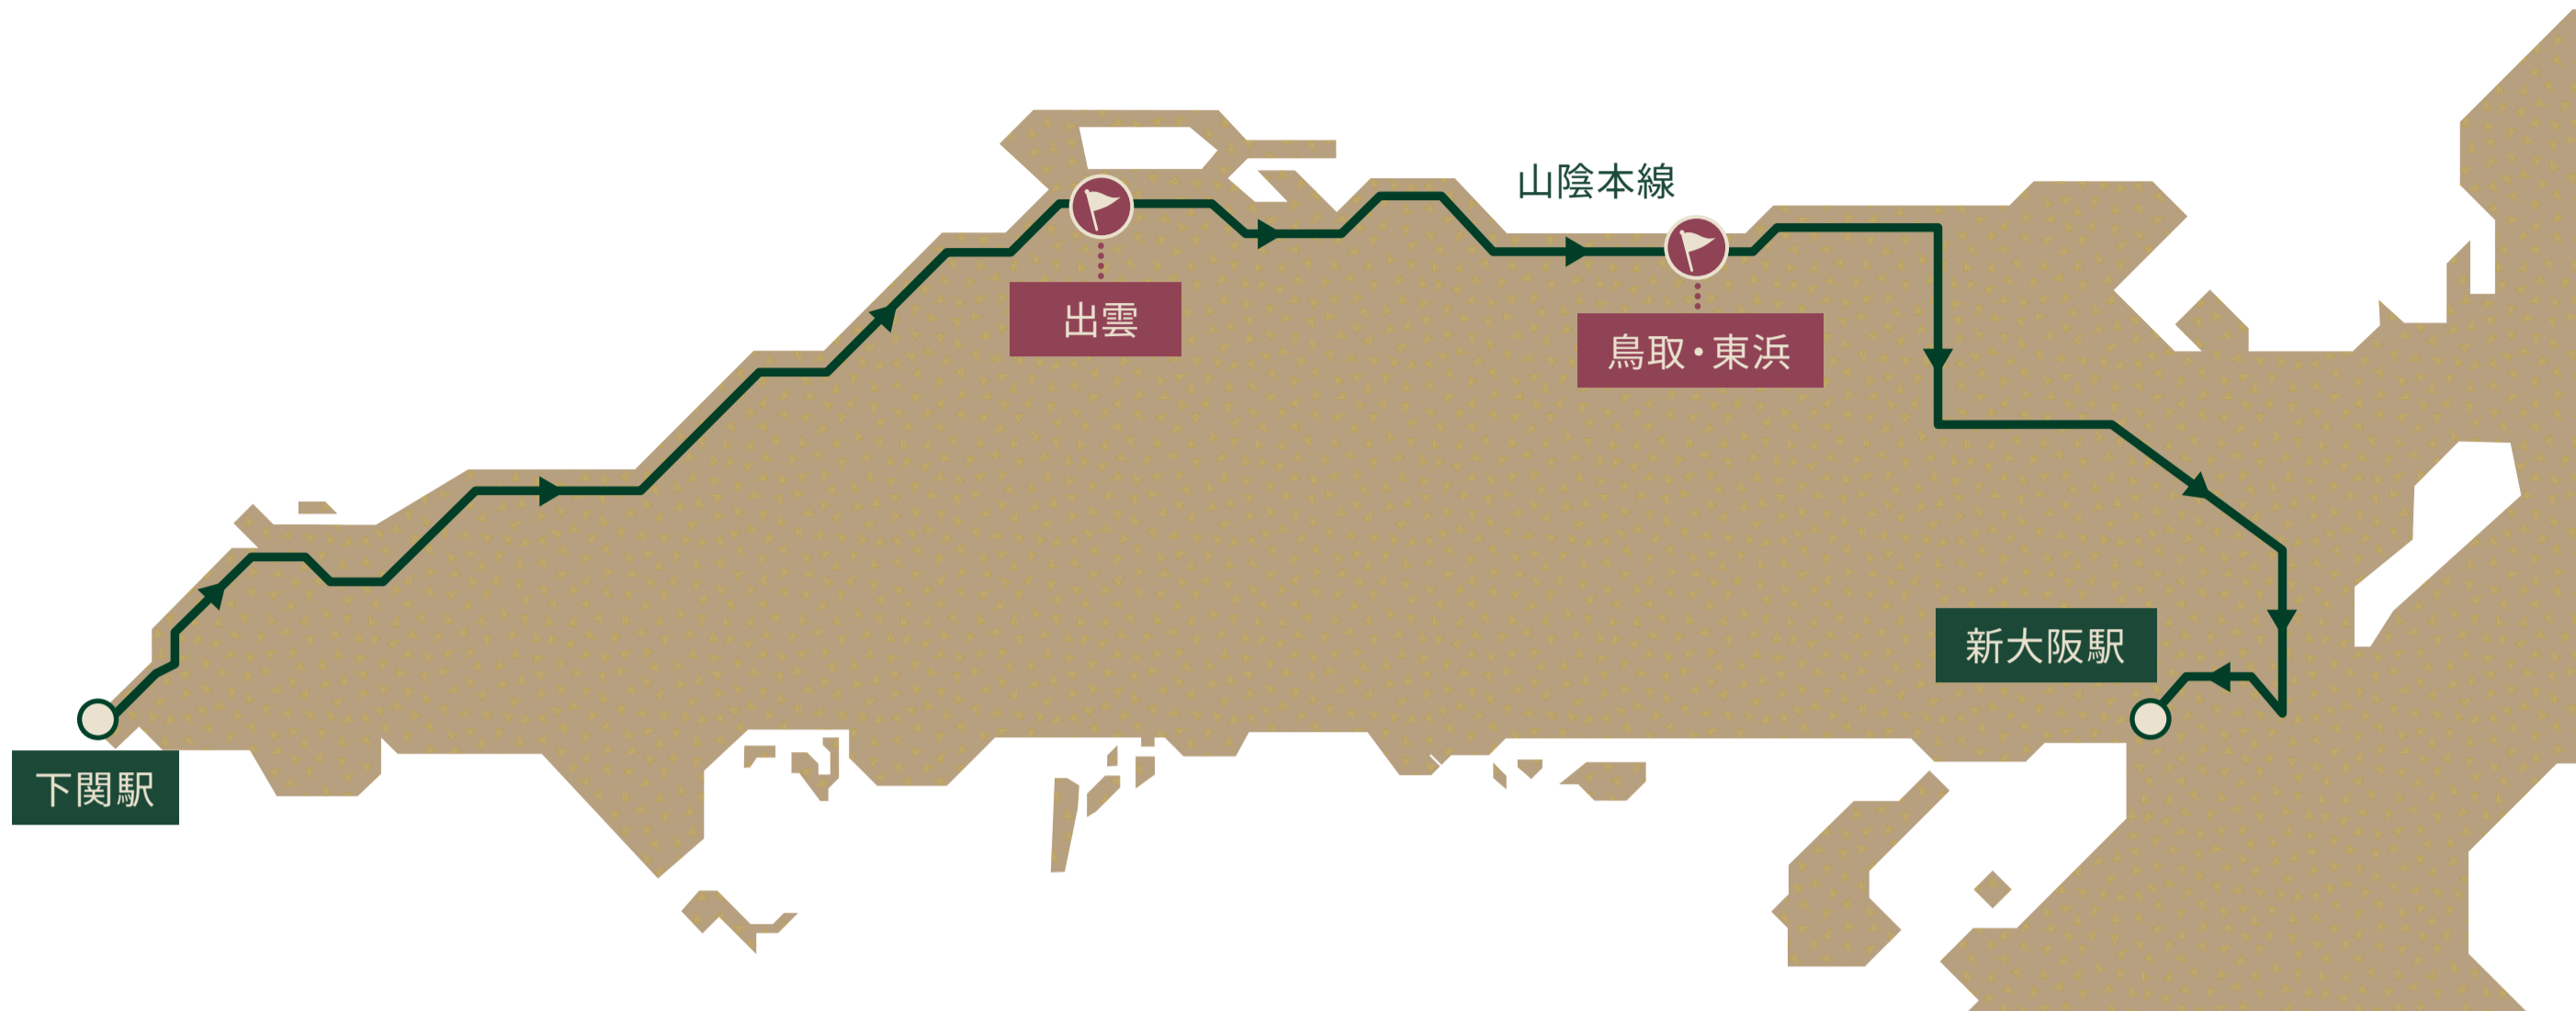 山陰本線
出雲
鳥取・東浜
新大阪駅
下関駅